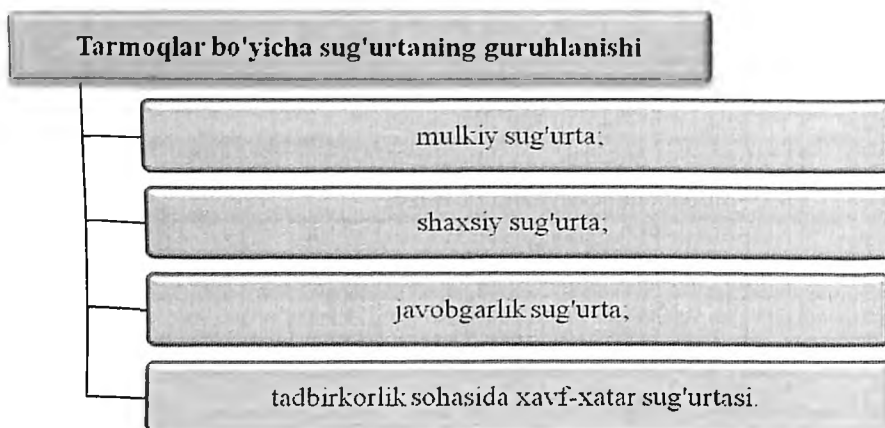 Tarmoqlar bo'yicha sug'urtaning guruhlanishi
mulkiy sug'urta;
shaxsiy sug'urta;
javobgarlik sug'urta;
tadbirkorlik sohasida xavf-xatar sug'urtasi.